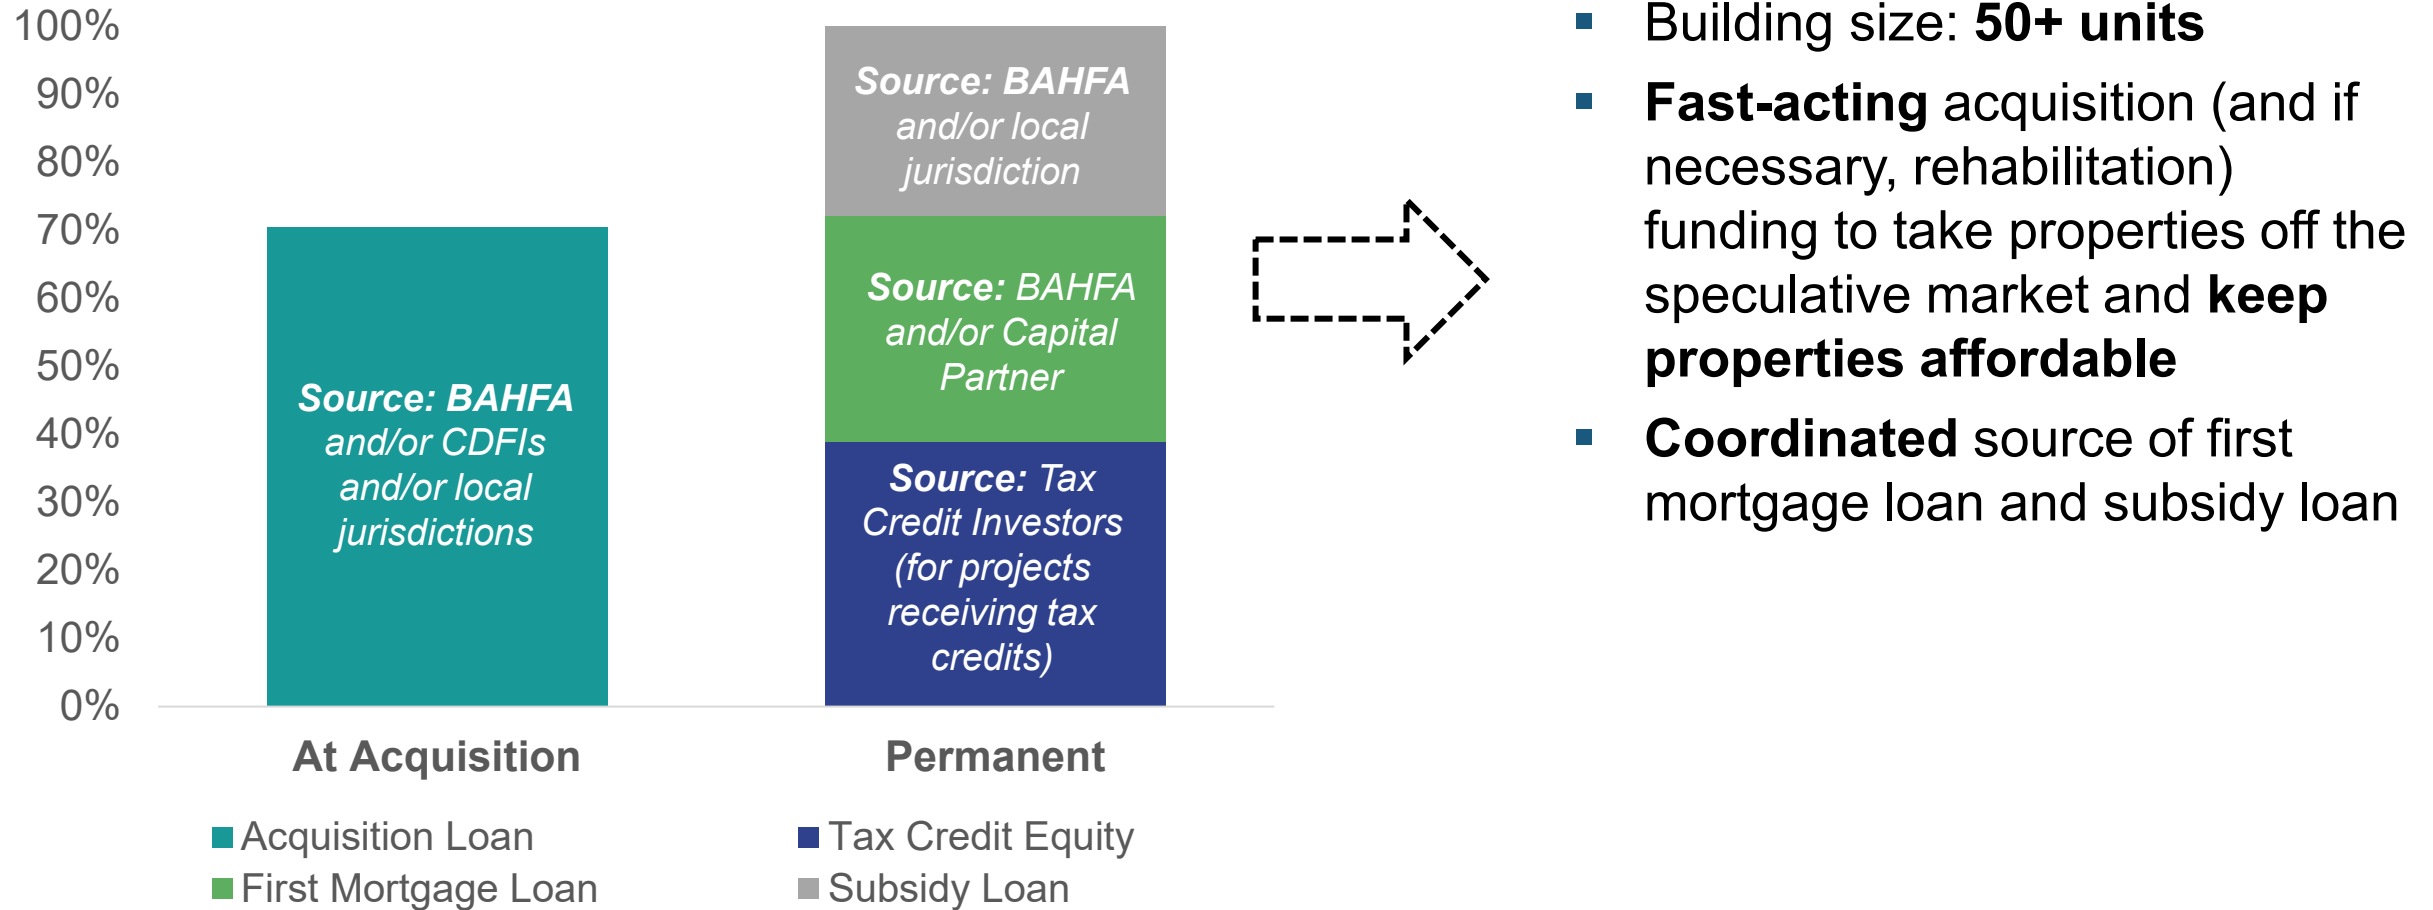 100%
90%
80%
70%
60%
50%
40%
30%
20%
10%
0%
Source: BAHFA
and/or CDFIs
and/or local
jurisdictions
Source: BAHFA
and/or local
jurisdiction
Source: BAHFA
and/or Capital
Partner
Source: Tax
Credit Investors
(for projects
receiving tax
credits)
At Acquisition
Permanent
Acquisition Loan
Tax Credit Equity
First Mortgage Loan
Subsidy Loan
▪ Building size: 50+ units
▪ Fast-acting acquisition (and if
necessary, rehabilitation)
funding to take properties off the
speculative market and keep
properties affordable
▪ Coordinated source of first
mortgage loan and subsidy loan